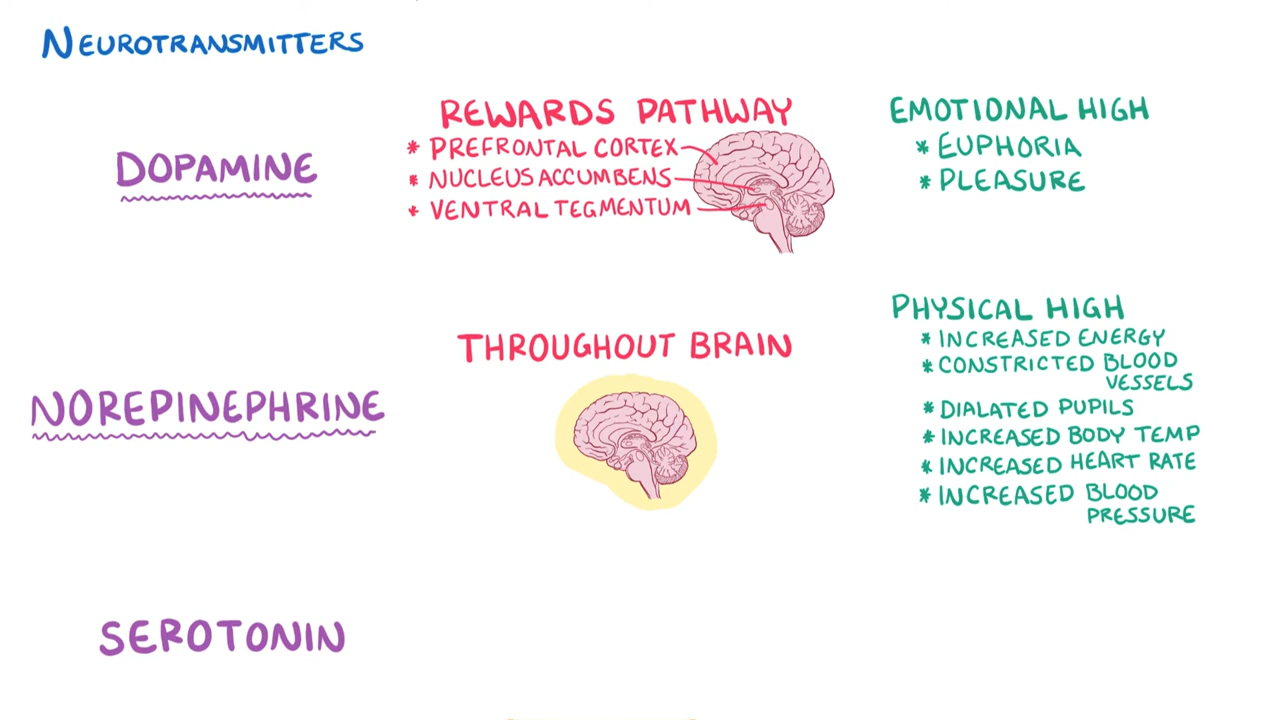 NEUROTRANSMITTERS
DOPAMINE
REWARDS PATHWAY
* PREFRONTAL CORTEX
* NUCLEUS ACCUMBENS
* VENTRAL TEGMENTUM
EMOTIONAL HIGH
* EUPHORIA
* PLEASURE
NOREPINEPHRINE
THROUGHOUT BRAIN
PHYSICAL HIGH
* INCREASED ENERGY
* CONSTRICTED BLOOD
VESSELS
* DIALATED PUPILS
* INCREASED BODY TEMP
* INCREASED HEART RATE
* INCREASED BLOOD
PRESSURE
SEROTONIN